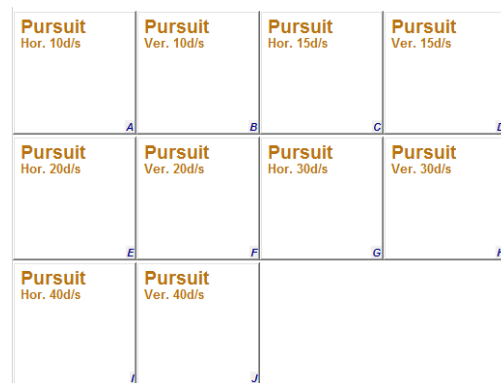 Pursuit
Hor. 10d/s
A
Pursuit
Ver. 10d/s
B
Pursuit
Hor. 15d/s
C
Pursuit
Ver. 15d/s
D
Pursuit
Hor. 20d/s
E
Pursuit
Ver. 20d/s
F
Pursuit
Hor. 30d/s
G
Pursuit
Ver. 30d/s
H
Pursuit
Hor. 40d/s
I
Pursuit
Ver. 40d/s
J